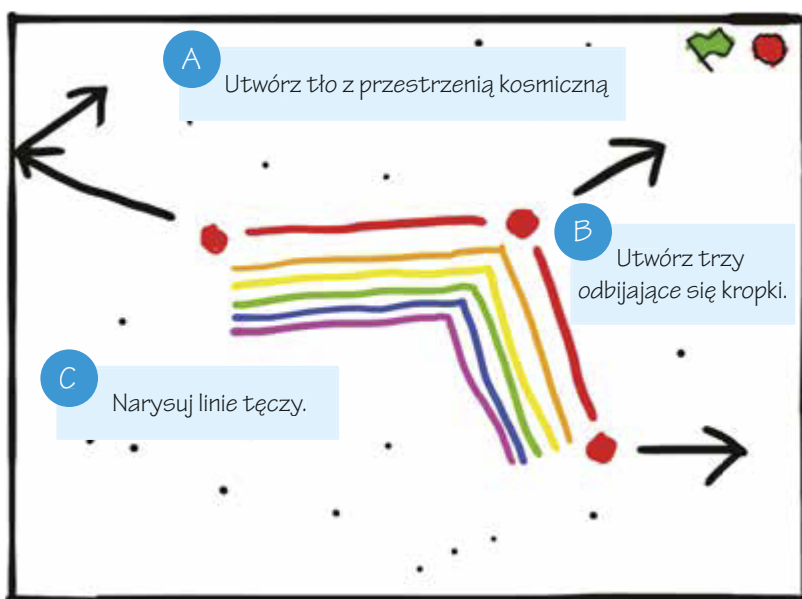 A
Utwórz tło z przestrzenią kosmiczną
B
Utwórz trzy
odbijające się kropki.
C
Narysuj linie tęczy.